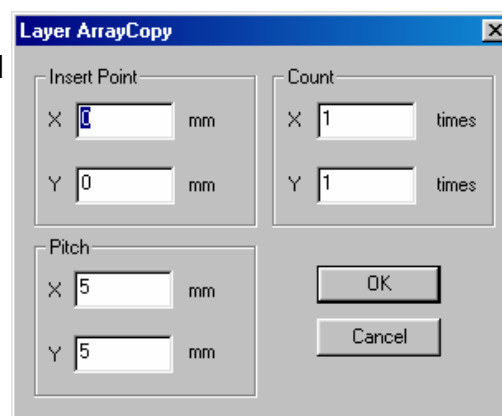 Layer ArrayCopy
Insert Point
X 0 mm
Y 0 mm
Count
X 1 times
Y 1 times
Pitch
X 5 mm
Y 5 mm
OK
Cancel